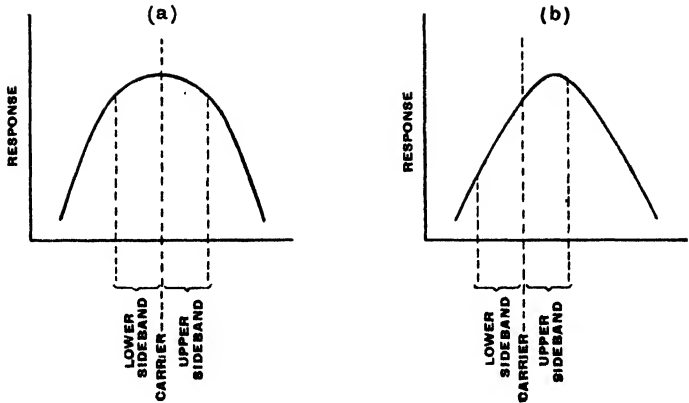 (a)
RESPONSE
LOWER
SIDEBAND
CARRIER
UPPER
SIDEBAND
(b)
RESPONSE
LOWER
SIDEBAND
CARRIER
UPPER
SIDEBAND